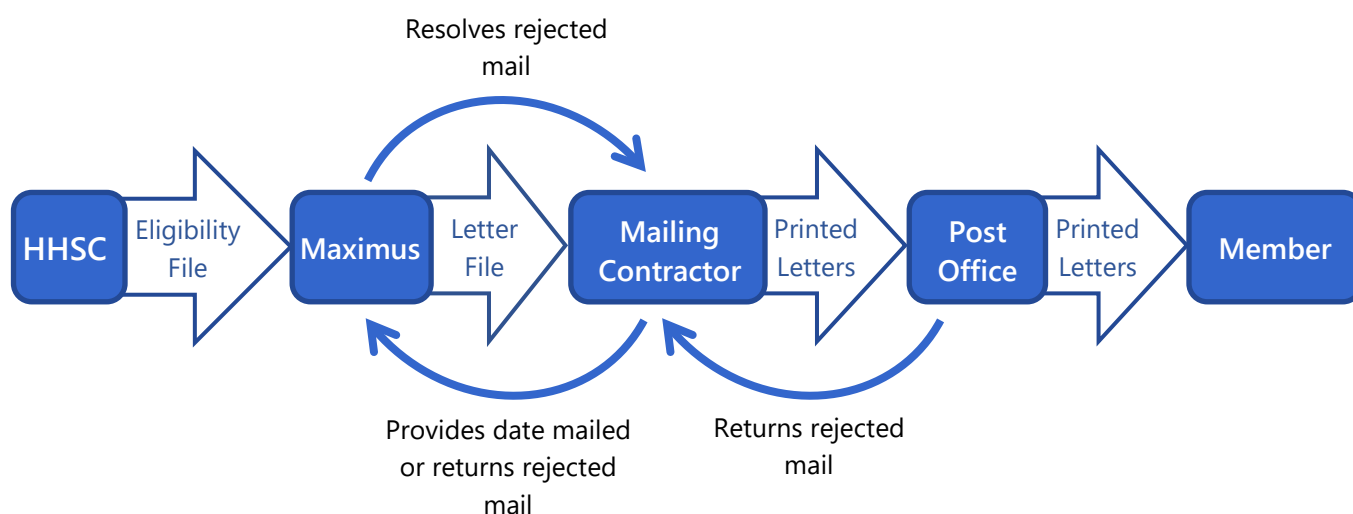 Resolves rejected
mail
HHSC
Eligibility
File
Maximus
Letter
File
Mailing
Contractor
Printed
Letters
Post
Office
Printed
Letters
Member
Provides date mailed
or returns rejected
mail
Returns rejected
mail